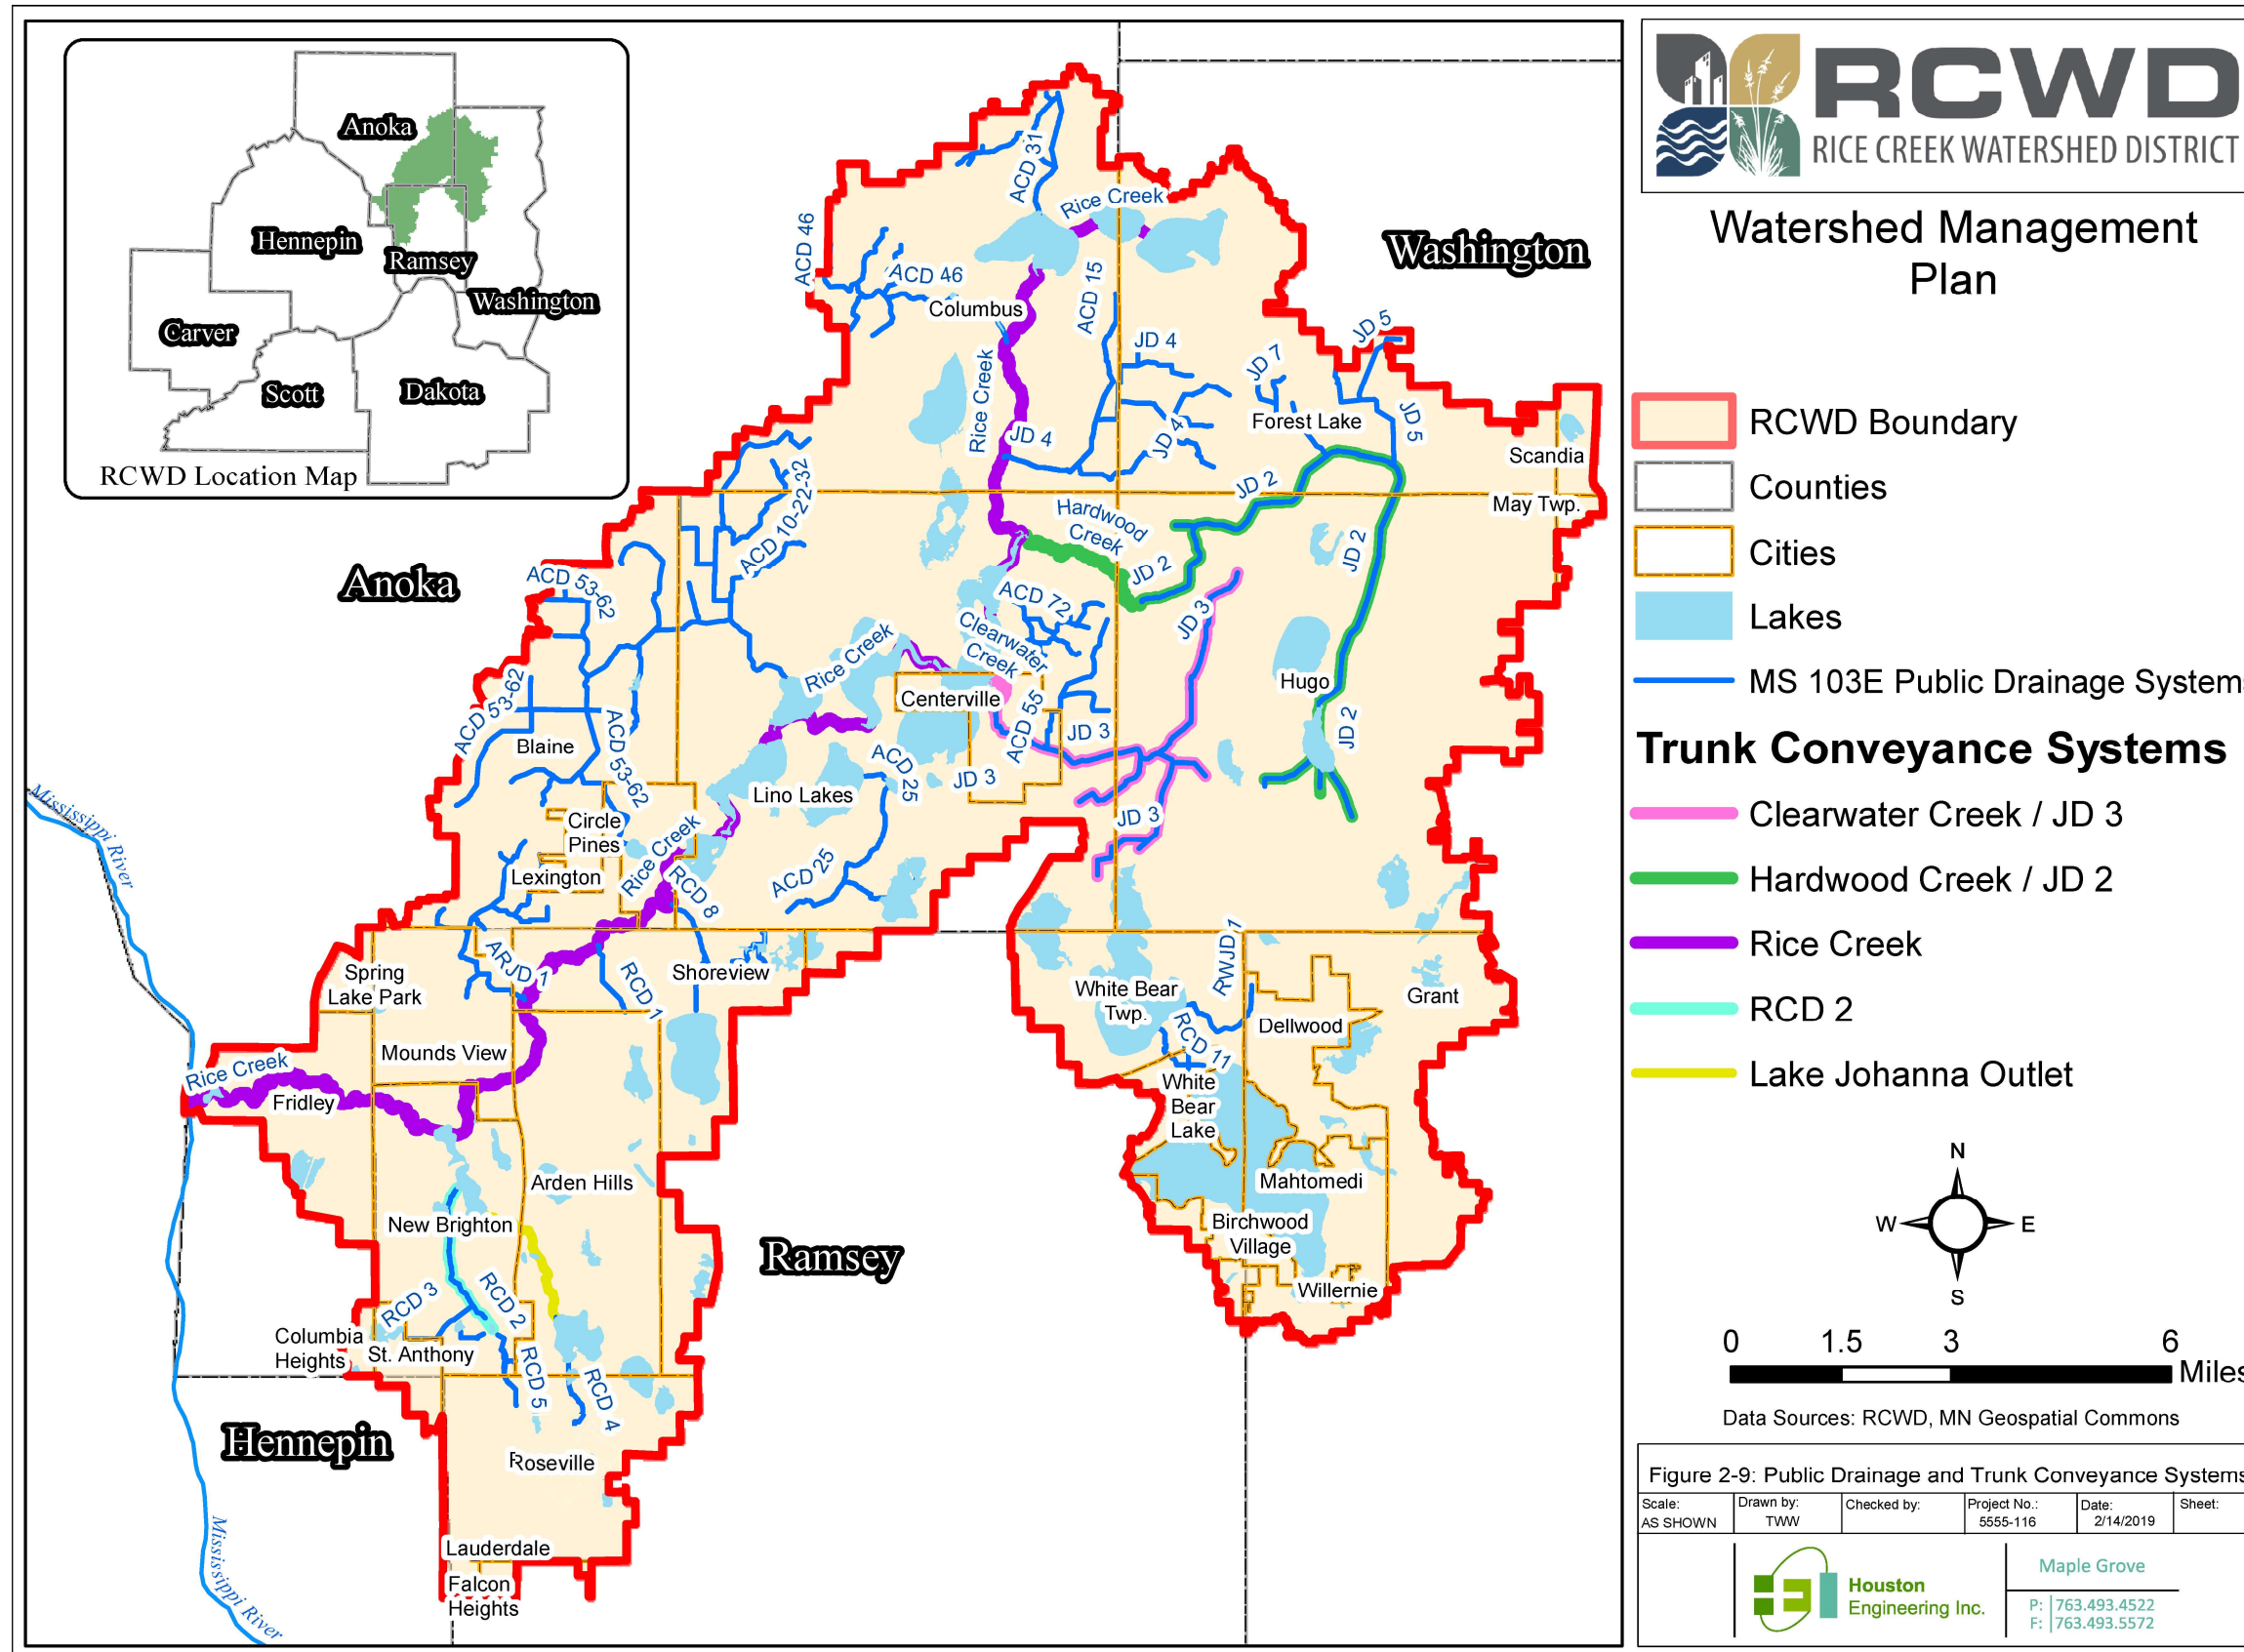 RCWD
RICE CREEK WATERSHED DISTRICT
Watershed Management
Plan
RCWD Boundary
Counties
Cities
Lakes
MS 103E Public Drainage Systems
Trunk Conveyance Systems
Clearwater Creek / JD 3
Hardwood Creek / JD 2
Rice Creek
RCD 2
Lake Johanna Outlet
N
W
E
S
0 1.5 3 6
Miles
Data Sources: RCWD, MN Geospatial Commons
Figure 2-9: Public Drainage and Trunk Conveyance Systems
Scale:
AS SHOWN
Drawn by:
TWW
Checked by:
Project No.:
5555-116
Date:
2/14/2019
Sheet:
Houston
Engineering Inc.
Maple Grove
P: 763.493.4522
F: 763.493.5572
Anoka
Hennepin
Ramsey
Washington
Carver
Scott
Dakota
RCWD Location Map
Washington
Anoka
Ramsey
Hennepin
ACD 31
Rice Creek
ACD 46
ACD 46
Columbus
ACD 15
Rice Creek
JD 4
JD 4
JD 4
JD 7
JD 5
JD 5
Forest Lake
Scandia
May Twp.
JD 2
Hardwood
Creek
JD 2
JD 2
JD 2
ACD 10-22-32
ACD 53-62
ACD 53-62
ACD 53-62
Blaine
ACD 72
Clearwater
Creek
JD 3
Rice Creek
Centerville
ACD 55
JD 3
JD 3
JD 3
Hugo
Lino Lakes
ACD 25
ACD 25
Circle
Pines
Lexington
Rice Creek
RCD 8
Mississippi River
Spring
Lake Park
ARJD 1
RCD 1
Shoreview
Mounds View
Rice Creek
Fridley
White Bear
Twp.
RWJD 1
RCD 11
Dellwood
Grant
White
Bear
Lake
Mahtomedi
Birchwood
Village
Willernie
Arden Hills
New Brighton
RCD 3
RCD 2
Columbia
Heights
St. Anthony
RCD 5
RCD 4
Roseville
Lauderdale
Falcon
Heights
Mississippi River